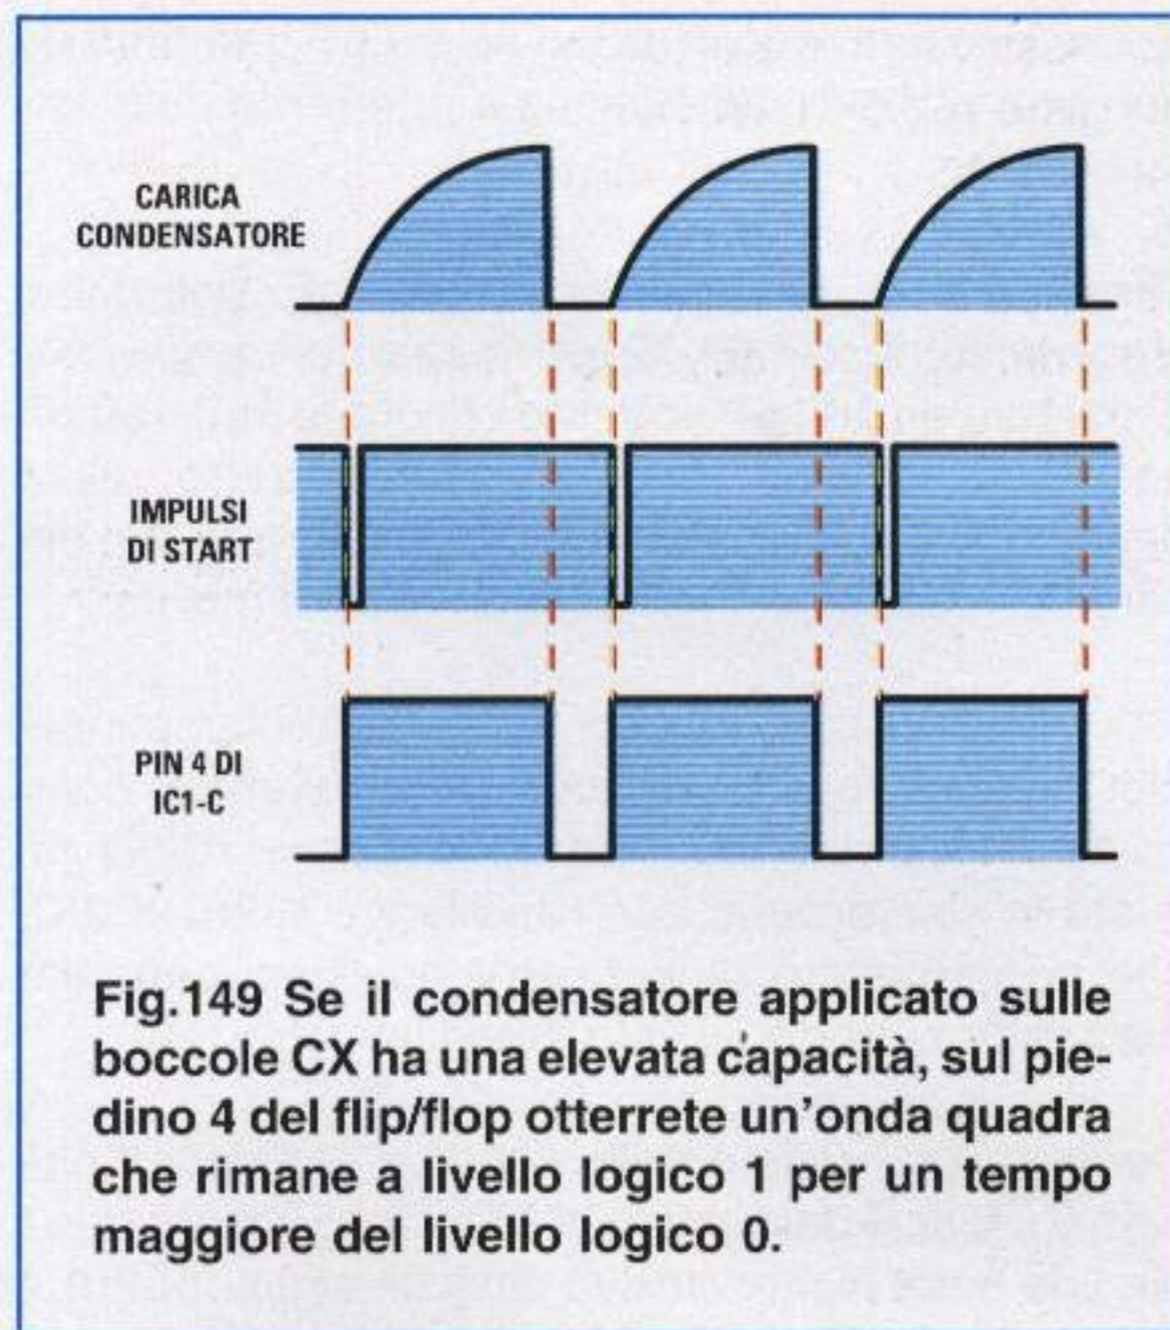 CARICA
CONDENSATORE
IMPULSI
DI START
PIN 4 DI
IC1-C
Fig.149 Se il condensatore applicato sulle
boccole CX ha una elevata capacità, sul pie-
dino 4 del flip/flop otterrete un'onda quadra
che rimane a livello logico 1 per un tempo
maggiore del livello logico 0.